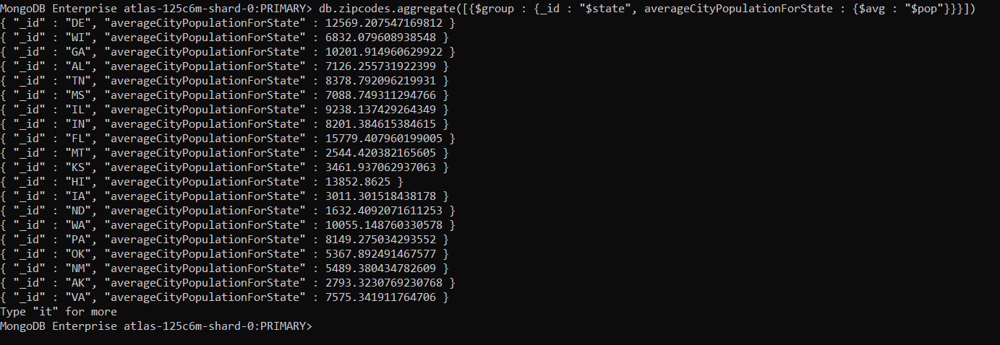 MongoDB Enterprise atlas-125c6m-shard-0:PRIMARY> db.zipcodes.aggregate([{$group : {_id : "$state", averageCityPopulationForState : {$avg : "$pop"}}}])
{ "_id" : "DE", "averageCityPopulationForState" : 12569.207547169812 }
{ "_id" : "WI", "averageCityPopulationForState" : 6832.079608938548 }
{ "_id" : "GA", "averageCityPopulationForState" : 10201.914960629922 }
{ "_id" : "AL", "averageCityPopulationForState" : 7126.255731922399 }
{ "_id" : "TN", "averageCityPopulationForState" : 8378.792096219931 }
{ "_id" : "MS", "averageCityPopulationForState" : 7088.749311294766 }
{ "_id" : "IL", "averageCityPopulationForState" : 9238.137429264349 }
{ "_id" : "IN", "averageCityPopulationForState" : 8201.384615384615 }
{ "_id" : "FL", "averageCityPopulationForState" : 15779.407960199005 }
{ "_id" : "MT", "averageCityPopulationForState" : 2544.420382165605 }
{ "_id" : "KS", "averageCityPopulationForState" : 3461.937062937063 }
{ "_id" : "HI", "averageCityPopulationForState" : 13852.8625 }
{ "_id" : "IA", "averageCityPopulationForState" : 3011.301518438178 }
{ "_id" : "ND", "averageCityPopulationForState" : 1632.4092071611253 }
{ "_id" : "WA", "averageCityPopulationForState" : 10055.148760330578 }
{ "_id" : "PA", "averageCityPopulationForState" : 8149.275034293552 }
{ "_id" : "OK", "averageCityPopulationForState" : 5367.892491467577 }
{ "_id" : "NM", "averageCityPopulationForState" : 5489.380434782609 }
{ "_id" : "AK", "averageCityPopulationForState" : 2793.3230769230768 }
{ "_id" : "VA", "averageCityPopulationForState" : 7575.341911764706 }
Type "it" for more
MongoDB Enterprise atlas-125c6m-shard-0:PRIMARY>